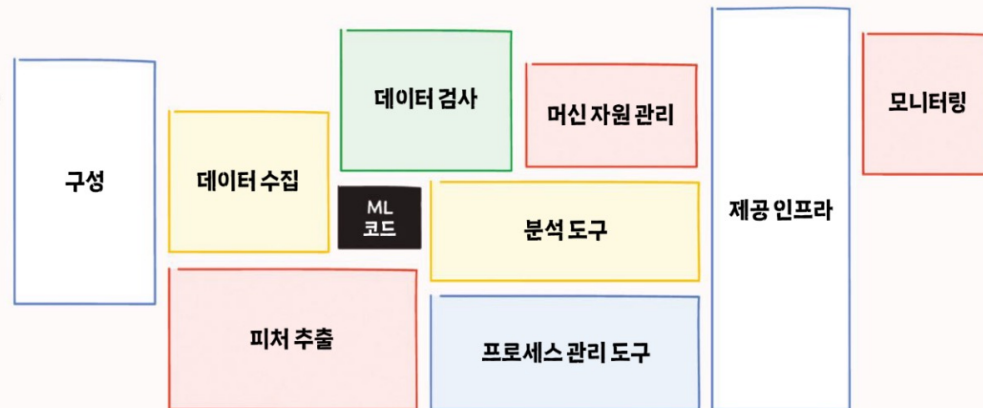 구성
데이터 수집
데이터 검사
머신 자원 관리
ML
코드
분석 도구
피처 추출
프로세스 관리 도구
제공 인프라
모니터링